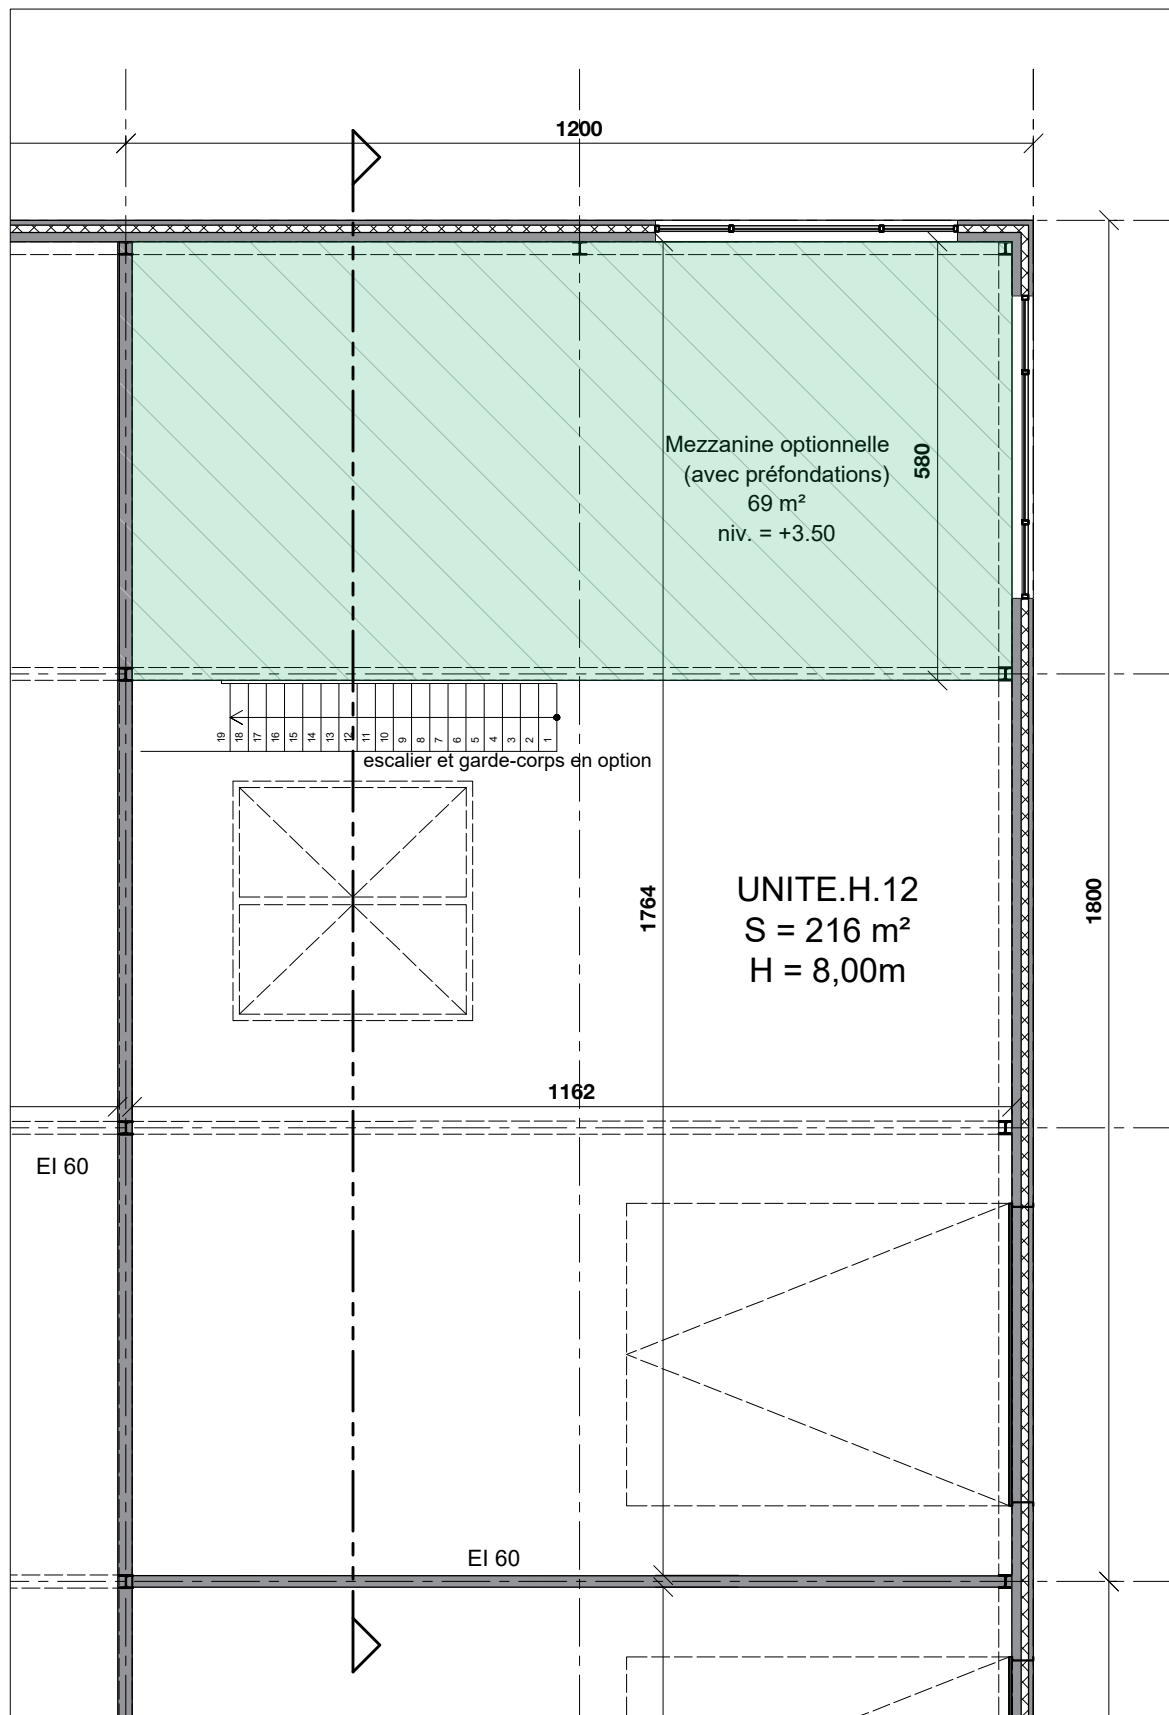 1200
Mezzanine optionnelle
(avec préfondations)
69 m²
niv. = +3.50
580
19 18 17 16 15 14 13 12 11 10 9 8 7 6 5 4 3 2 1
escalier et garde-corps en option
UNITE.H.12
S = 216 m²
H = 8,00m
1764
1800
1162
EI 60
EI 60